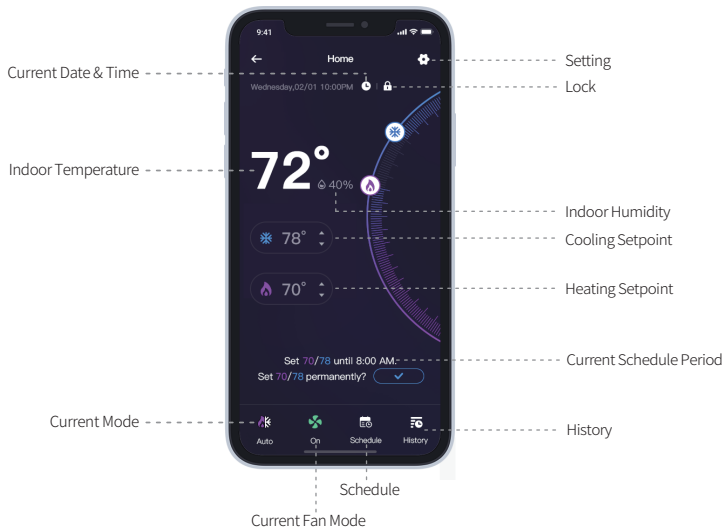 9:41
Home
Setting
Current Date & Time
Wednesday,02/01 10:00PM
Lock
72°
Indoor Temperature
40%
Indoor Humidity
78°
Cooling Setpoint
70°
Heating Setpoint
Set 70/78 until 8:00 AM.
Current Schedule Period
Set 70/78 permanently?
Current Mode
History
Auto
On
Schedule
History
Schedule
Current Fan Mode